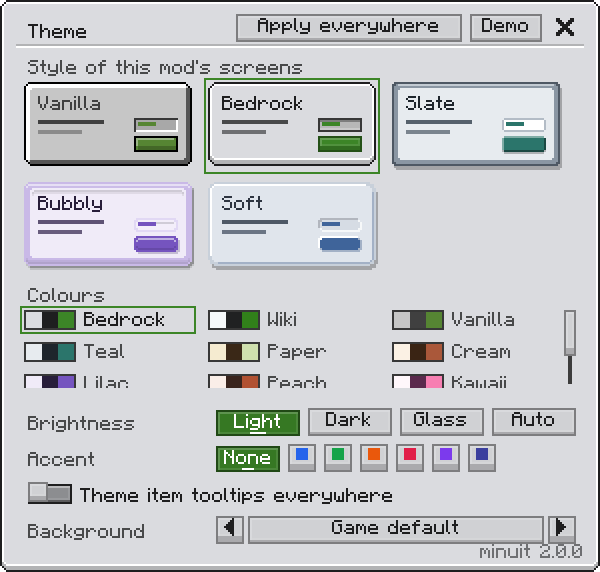 Theme
Apply everywhere
Demo
Style of this mod's screens
Vanilla
Bedrock
Slate
Bubbly
Soft
Colours
Bedrock
Wiki
Vanilla
Teal
Paper
Cream
Lilac
Peach
Kawaii
Brightness
Light
Dark
Glass
Auto
Accent
None
Theme item tooltips everywhere
Background
Game default
minuit 2.0.0